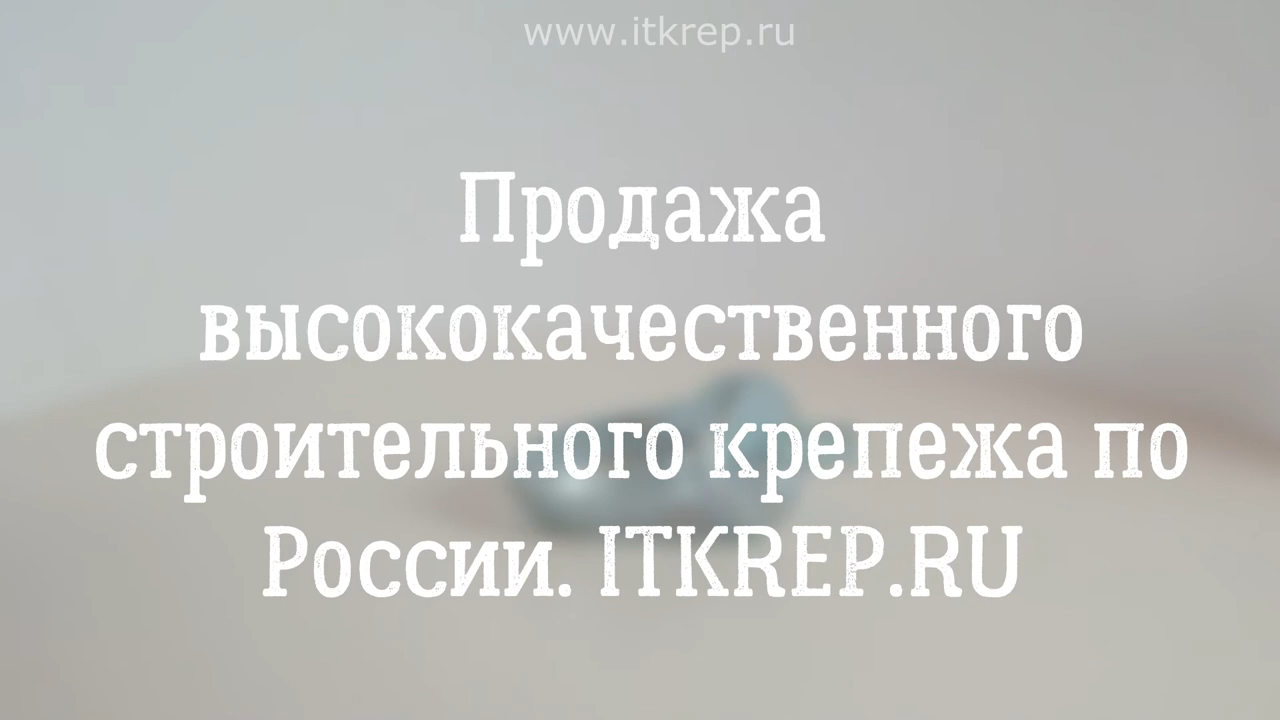 www.itkrep.ru
Продажа
высококачественного
строительного крепежа по
России. ITKREP.RU